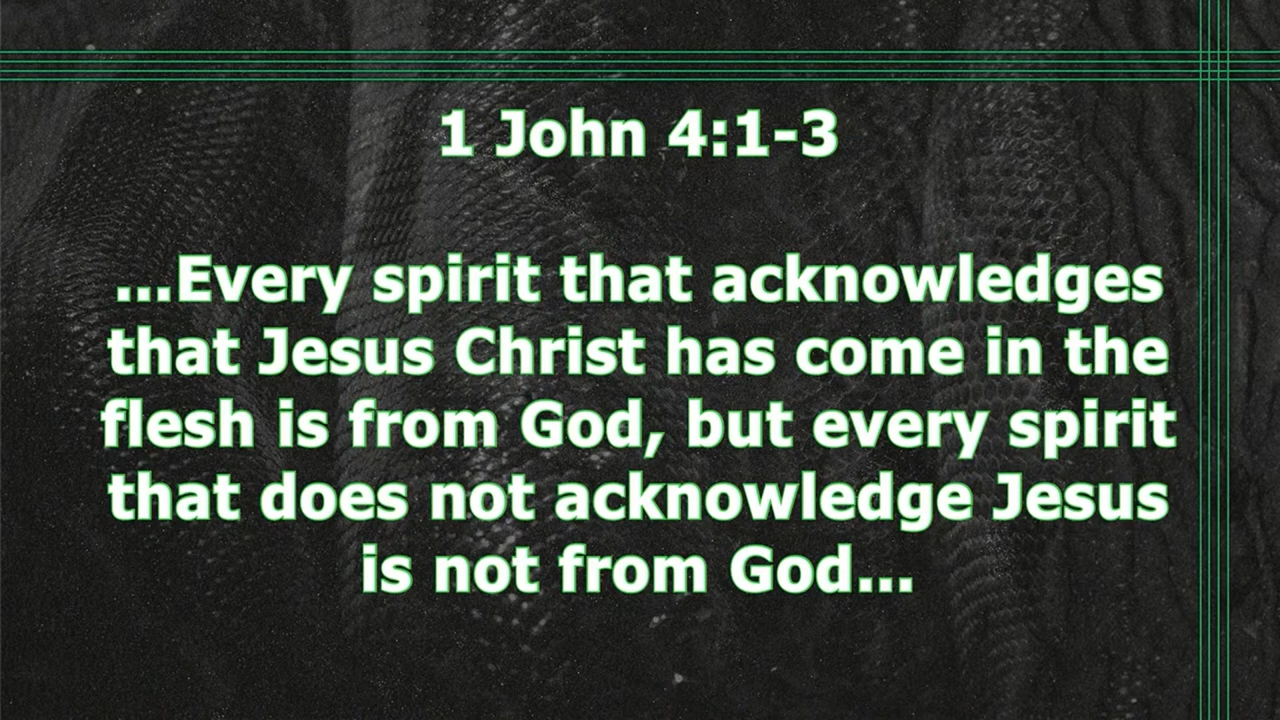 1 John 4:1-3
...Every spirit that acknowledges
that Jesus Christ has come in the
flesh is from God, but every spirit
that does not acknowledge Jesus
is not from God...